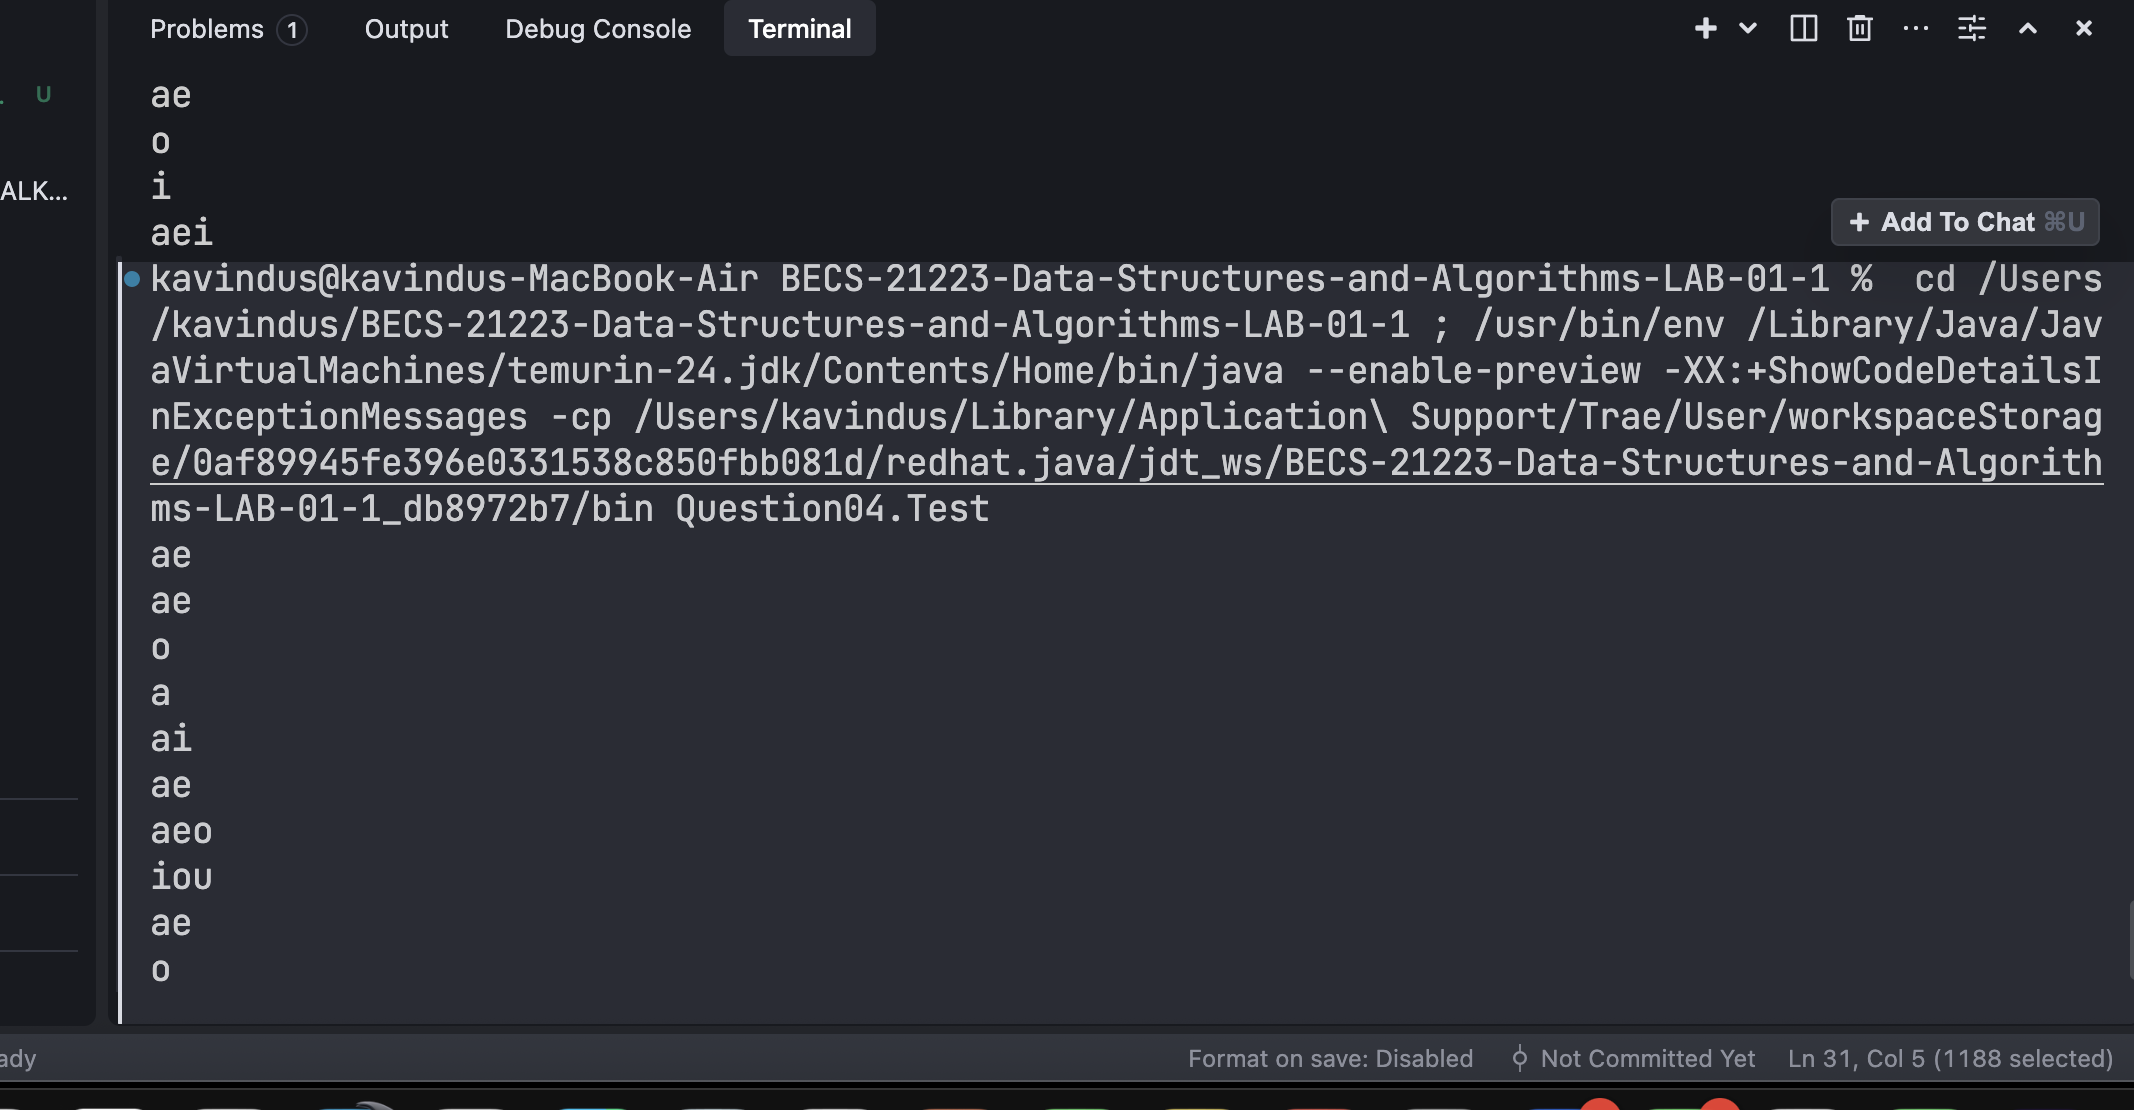 Problems 1 Output Debug Console Terminal
U
ALK...
ae
o
i
aei
+ Add To Chat ⌘U
kavindus@kavindus-MacBook-Air BECS-21223-Data-Structures-and-Algorithms-LAB-01-1 %  cd /Users
/kavindus/BECS-21223-Data-Structures-and-Algorithms-LAB-01-1 ; /usr/bin/env /Library/Java/Jav
aVirtualMachines/temurin-24.jdk/Contents/Home/bin/java --enable-preview -XX:+ShowCodeDetailsI
nExceptionMessages -cp /Users/kavindus/Library/Application\ Support/Trae/User/workspaceStorag
e/0af89945fe396e0331538c850fbb081d/redhat.java/jdt_ws/BECS-21223-Data-Structures-and-Algorith
ms-LAB-01-1_db8972b7/bin Question04.Test
ae
ae
o
a
ai
ae
aeo
iou
ae
o
ady Format on save: Disabled Not Committed Yet Ln 31, Col 5 (1188 selected)